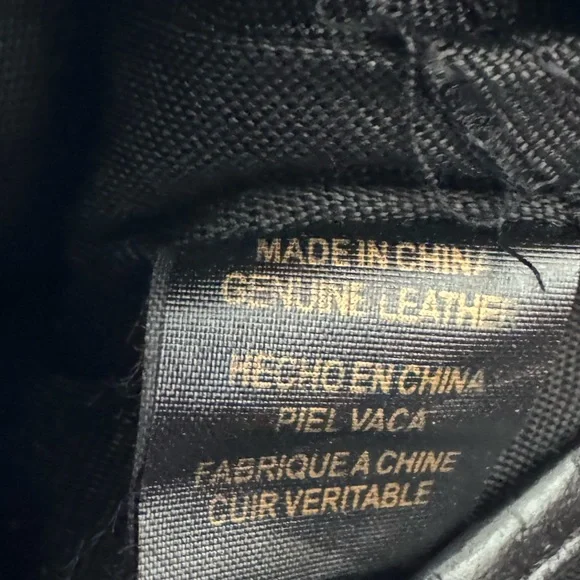 MADE IN CHINA
GENUINE LEATHER
HECHO EN CHINA
PIEL VACA
FABRIQUE A CHINE
CUIR VERITABLE